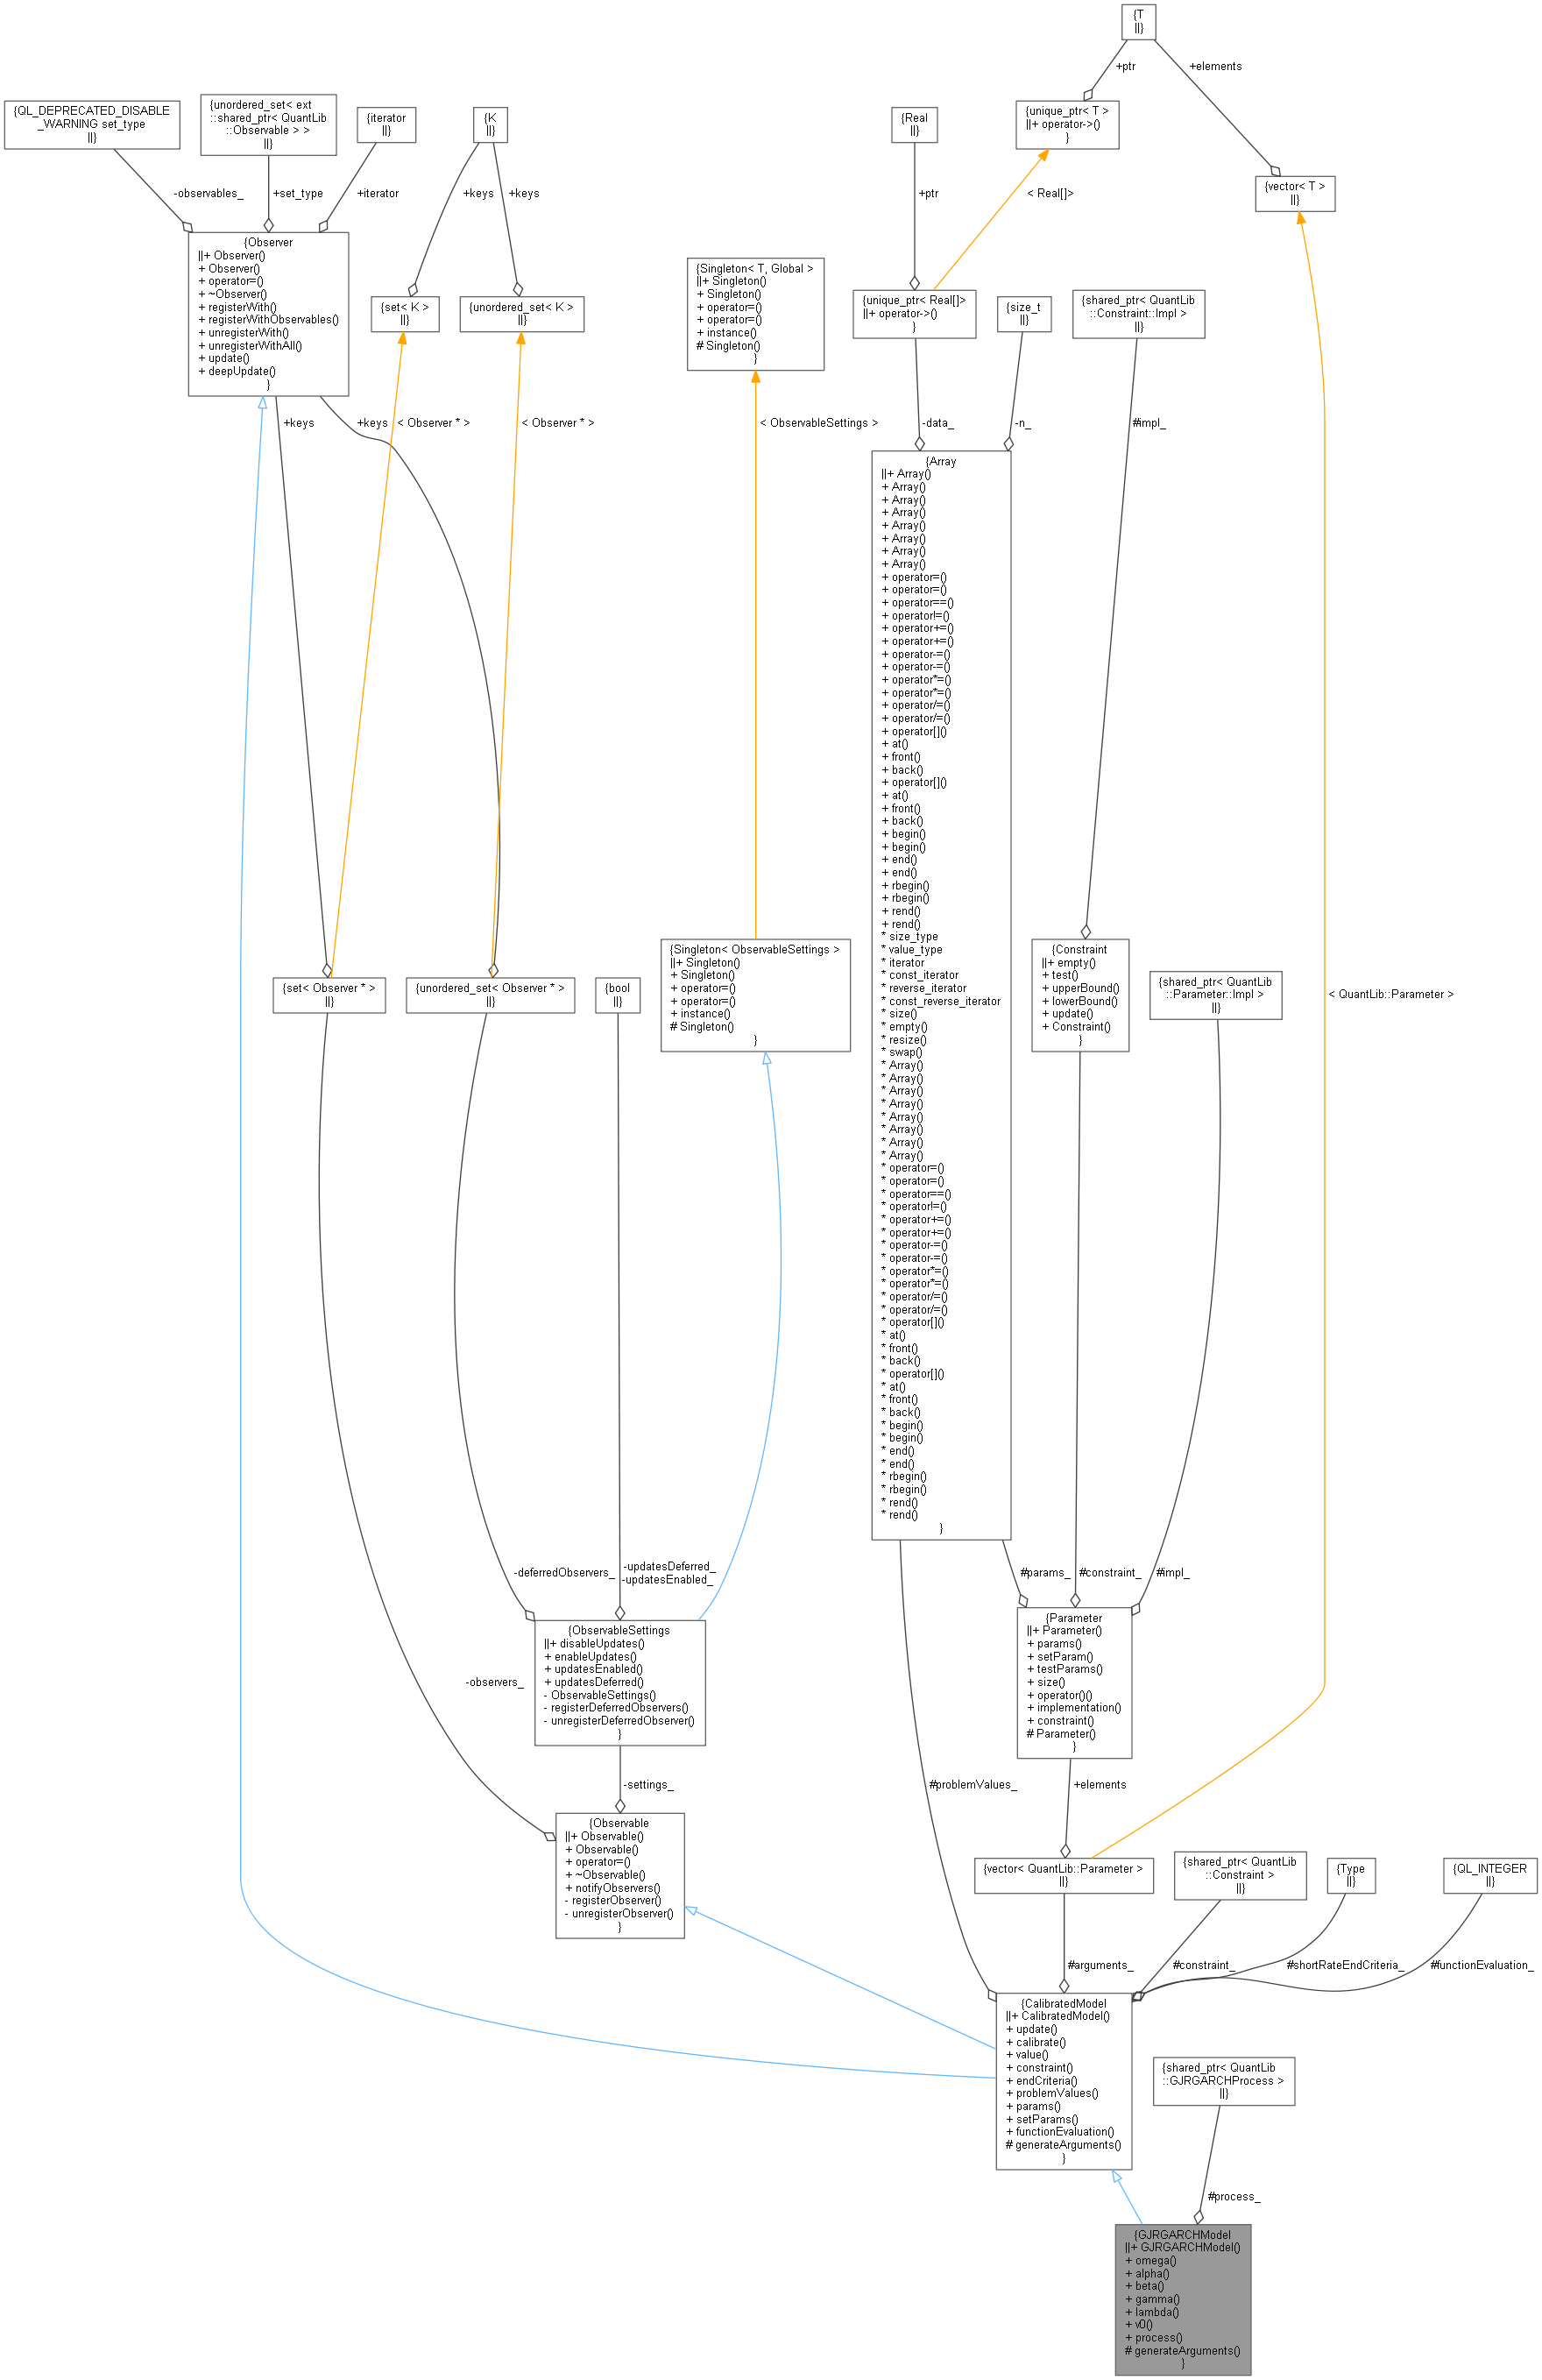 {T
||}
+ptr
+elements
{QL_DEPRECATED_DISABLE
_WARNING set_type
||}
{unordered_set< ext
::shared_ptr< QuantLib
::Observable > >
||}
{iterator
||}
{K
||}
{Real
||}
{unique_ptr< T >
||+ operator->()
}
-observables_
+set_type
+iterator
+keys
+keys
+ptr
< Real[]>
{vector< T >
||}
{Observer
||+ Observer()
+ Observer()
+ operator=()
+ ~Observer()
+ registerWith()
+ registerWithObservables()
+ unregisterWith()
+ unregisterWithAll()
+ update()
+ deepUpdate()
}
{set< K >
||}
{unordered_set< K >
||}
{Singleton< T, Global >
||+ Singleton()
+ Singleton()
+ operator=()
+ operator=()
+ instance()
# Singleton()
}
{unique_ptr< Real[]>
||+ operator->()
}
{size_t
||}
{shared_ptr< QuantLib
::Constraint::Impl >
||}
+keys
+keys
< Observer * >
< Observer * >
< ObservableSettings >
-data_
-n_
#impl_
{Array
||+ Array()
+ Array()
+ Array()
+ Array()
+ Array()
+ Array()
+ Array()
+ Array()
+ operator=()
+ operator=()
+ operator==()
+ operator!=()
+ operator+=()
+ operator+=()
+ operator-=()
+ operator-=()
+ operator*=()
+ operator*=()
+ operator/=()
+ operator/=()
+ operator[]()
+ at()
+ front()
+ back()
+ operator[]()
+ at()
+ front()
+ back()
+ begin()
+ begin()
+ end()
+ end()
+ rbegin()
+ rbegin()
+ rend()
+ rend()
* size_type
* value_type
* iterator
* const_iterator
* reverse_iterator
* const_reverse_iterator
* size()
* empty()
* resize()
* swap()
* Array()
* Array()
* Array()
* Array()
* Array()
* Array()
* Array()
* Array()
* operator=()
* operator=()
* operator==()
* operator!=()
* operator+=()
* operator+=()
* operator-=()
* operator-=()
* operator*=()
* operator*=()
* operator/=()
* operator/=()
* operator[]()
* at()
* front()
* back()
* operator[]()
* at()
* front()
* back()
* begin()
* begin()
* end()
* end()
* rbegin()
* rbegin()
* rend()
* rend()
}
{set< Observer * >
||}
{unordered_set< Observer * >
||}
{bool
||}
{Singleton< ObservableSettings >
||+ Singleton()
+ Singleton()
+ operator=()
+ operator=()
+ instance()
# Singleton()
}
{Constraint
||+ empty()
+ test()
+ upperBound()
+ lowerBound()
+ update()
+ Constraint()
}
{shared_ptr< QuantLib
::Parameter::Impl >
||}
< QuantLib::Parameter >
-deferredObservers_
-updatesDeferred_
-updatesEnabled_
#params_
#constraint_
#impl_
{ObservableSettings
||+ disableUpdates()
+ enableUpdates()
+ updatesEnabled()
+ updatesDeferred()
- ObservableSettings()
- registerDeferredObservers()
- unregisterDeferredObserver()
}
{Parameter
||+ Parameter()
+ params()
+ setParam()
+ testParams()
+ size()
+ operator()()
+ implementation()
+ constraint()
# Parameter()
}
-observers_
-settings_
#problemValues_
+elements
{Observable
||+ Observable()
+ Observable()
+ operator=()
+ ~Observable()
+ notifyObservers()
- registerObserver()
- unregisterObserver()
}
{vector< QuantLib::Parameter >
||}
{shared_ptr< QuantLib
::Constraint >
||}
{Type
||}
{QL_INTEGER
||}
#arguments_
#constraint_
#shortRateEndCriteria_
#functionEvaluation_
{CalibratedModel
||+ CalibratedModel()
+ update()
+ calibrate()
+ value()
+ constraint()
+ endCriteria()
+ problemValues()
+ params()
+ setParams()
+ functionEvaluation()
# generateArguments()
}
{shared_ptr< QuantLib
::GJRGARCHProcess >
||}
#process_
{GJRGARCHModel
||+ GJRGARCHModel()
+ omega()
+ alpha()
+ beta()
+ gamma()
+ lambda()
+ v0()
+ process()
# generateArguments()
}